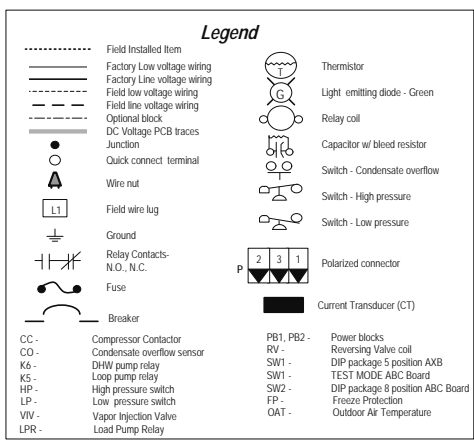 Legend
Field Installed Item
Factory Low voltage wiring
Factory Line voltage wiring
Field low voltage wiring
Field line voltage wiring
Optional block
DC Voltage PCB traces
Junction
Quick connect terminal
Wire nut
L1
Field wire lug
Ground
Relay Contacts-
N.O., N.C.
Fuse
Breaker
T
Thermistor
G
Light emitting diode - Green
Relay coil
Capacitor w/ bleed resistor
Switch - Condensate overflow
Switch - High pressure
Switch - Low pressure
P
2 3 1
Polarized connector
Current Transducer (CT)
CC - Compressor Contactor
CO - Condensate overflow sensor
K6 - DHW pump relay
K5 - Loop pump relay
HP - High pressure switch
LP - Low pressure switch
VIV - Vapor Injection Valve
LPR - Load Pump Relay
PB1, PB2 - Power blocks
RV - Reversing Valve coil
SW1 - DIP package 5 position AXB
SW1 - TEST MODE ABC Board
SW2 - DIP package 8 position ABC Board
FP - Freeze Protection
OAT - Outdoor Air Temperature